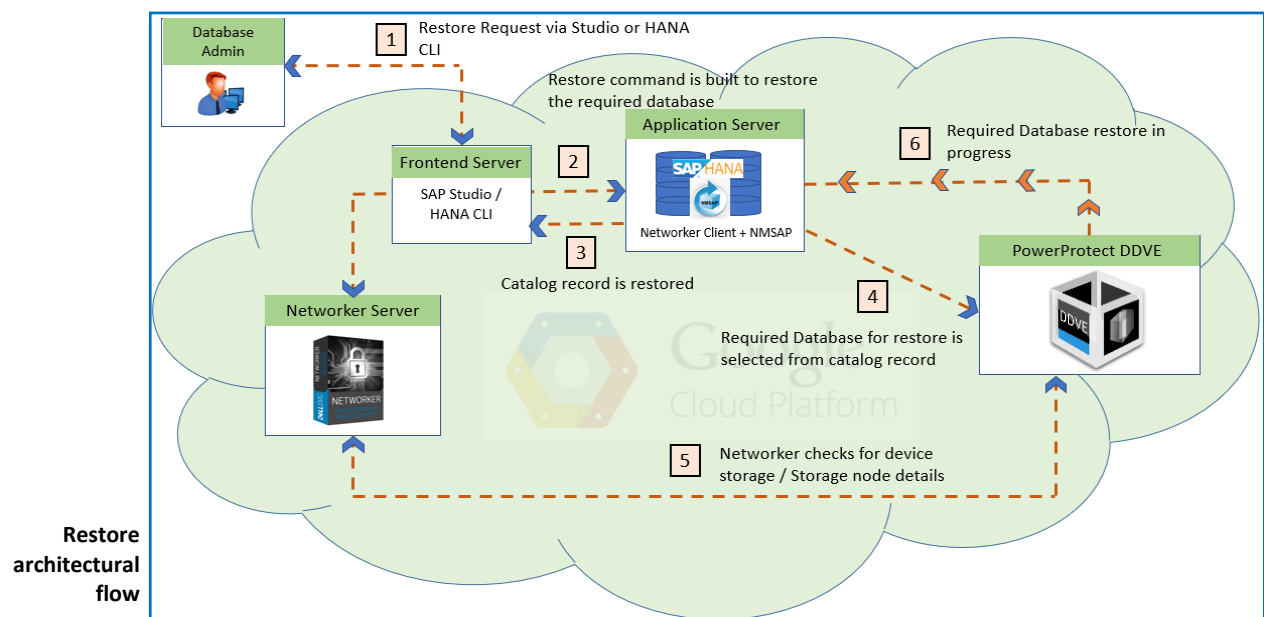 Database
Admin
1
Restore Request via Studio or HANA
CLI
Restore command is built to restore
the required database
Application Server
SAP HANA
NMSAP
Networker Client + NMSAP
6
Required Database restore in
progress
Frontend Server
SAP Studio /
HANA CLI
2
3
Catalog record is restored
PowerProtect DDVE
DDVE
4
Required Database for restore is
selected from catalog record
Networker Server
NETWORKER
Google
Cloud Platform
5
Networker checks for device
storage / Storage node details
Restore
architectural
flow